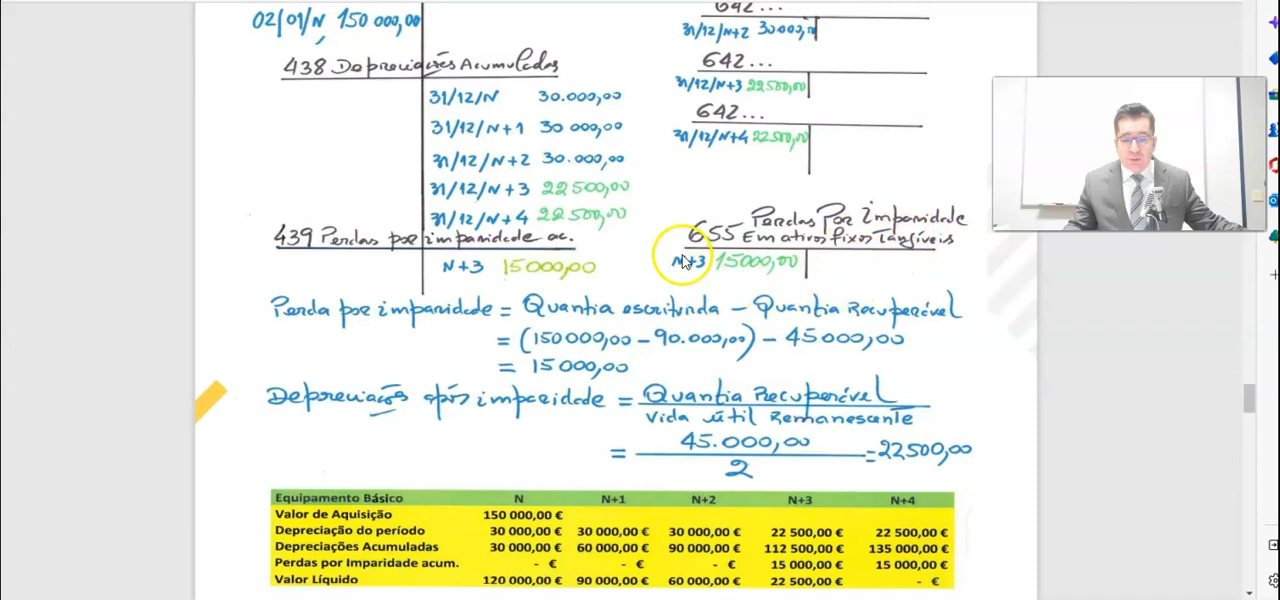 642...
02/01/N 150 000,00
31/12/N+2 30000,
438 Depreciações Acumuladas
642...
31/12/N+3 22500,00
31/12/N 30.000,00
642...
31/12/N+1 30 000,00
31/12/N+4 22500,00
31/12/N+2 30.000,00
31/12/N+3 22500,00
31/12/N+4 22500,00
439 Perdas por imparidade ac.
655 Perdas Por imparidade
Em ativos fixos Tangíveis
N+3 15000,00
N+3 15000,00
Perda por imparidade = Quantia escriturada - Quantia Recuperável
= (150000,00 - 90.000,00) - 45000,00
= 15000,00
Depreciações após imparidade = Quantia Recuperável
Vida útil Remanescente
= 45.000,00 = 22500,00
2
Equipamento Básico N N+1 N+2 N+3 N+4
Valor de Aquisição 150 000,00 €
Depreciação do período 30 000,00 € 30 000,00 € 30 000,00 € 22 500,00 € 22 500,00 €
Depreciações Acumuladas 30 000,00 € 60 000,00 € 90 000,00 € 112 500,00 € 135 000,00 €
Perdas por Imparidade acum. - € - € - € 15 000,00 € 15 000,00 €
Valor Líquido 120 000,00 € 90 000,00 € 60 000,00 € 22 500,00 € - €